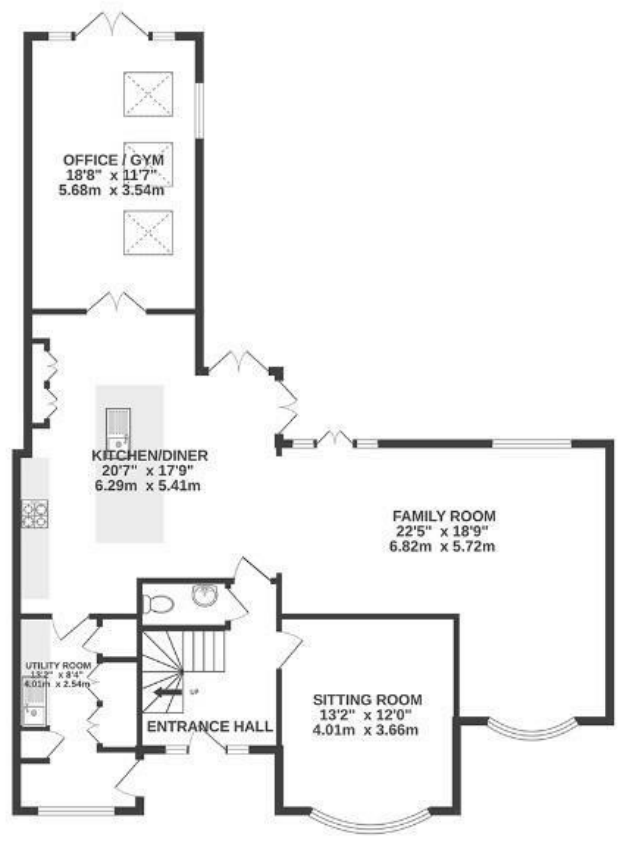 OFFICE / GYM
18'8" x 11'7"
5.68m x 3.54m
KITCHEN/DINER
20'7" x 17'9"
6.29m x 5.41m
FAMILY ROOM
22'5" x 18'9"
6.82m x 5.72m
UTILITY ROOM
13'2" x 8'4"
4.01m x 2.54m
UP
SITTING ROOM
13'2" x 12'0"
4.01m x 3.66m
ENTRANCE HALL